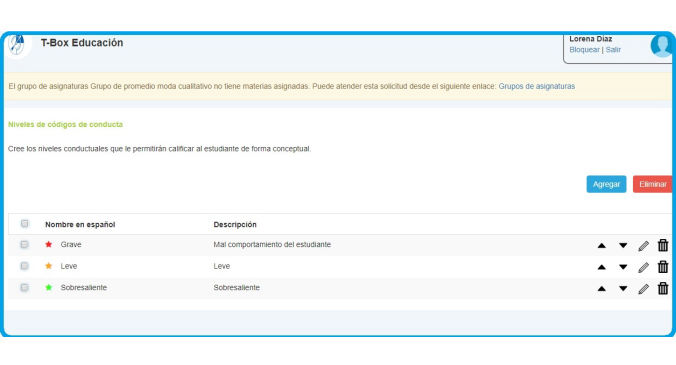 T-Box Educación
Lorena Díaz
Bloquear | Salir
El grupo de asignaturas Grupo de promedio moda cualitativo no tiene materias asignadas. Puede atender esta solicitud desde el siguiente enlace: Grupos de asignaturas
Niveles de códigos de conducta
Cree los niveles conductuales que le permitirán calificar al estudiante de forma conceptual.
Agregar Eliminar
Nombre en español Descripción
Grave Mal comportamiento del estudiante
Leve Leve
Sobresaliente Sobresaliente